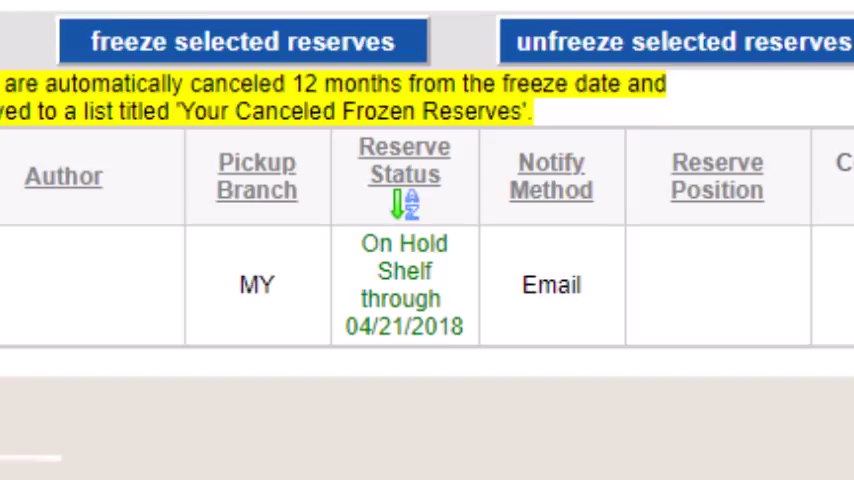 freeze selected reserves
unfreeze selected reserves
are automatically canceled 12 months from the freeze date and
to a list titled 'Your Canceled Frozen Reserves'.
Author
Pickup
Branch
Reserve
Status
Notify
Method
Reserve
Position
MY
On Hold
Shelf
through
04/21/2018
Email